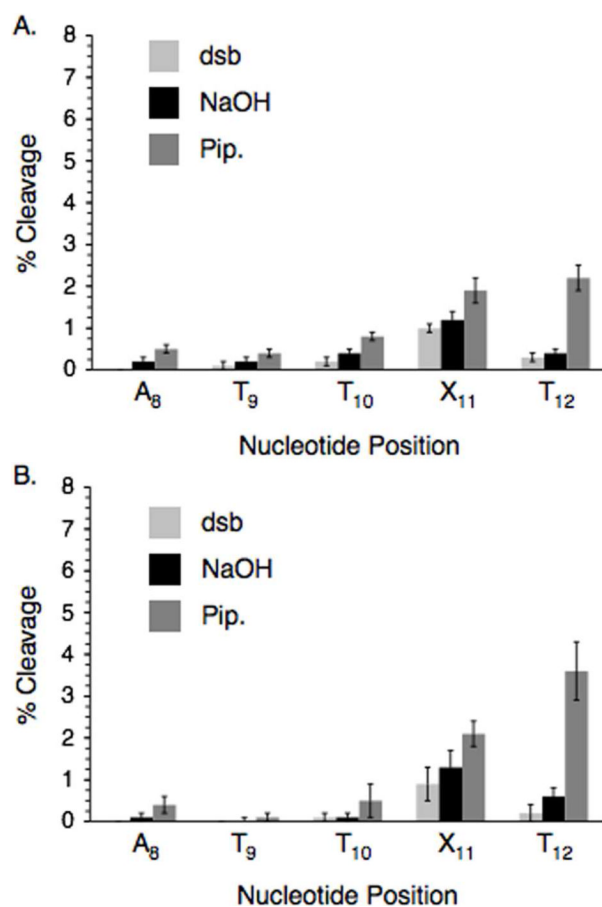 A.
8
7
6
5
4
3
2
1
0
% Cleavage
dsb
NaOH
Pip.
A₈ T₉ T₁₀ X₁₁ T₁₂
Nucleotide Position
B.
8
7
6
5
4
3
2
1
0
% Cleavage
dsb
NaOH
Pip.
A₈ T₉ T₁₀ X₁₁ T₁₂
Nucleotide Position